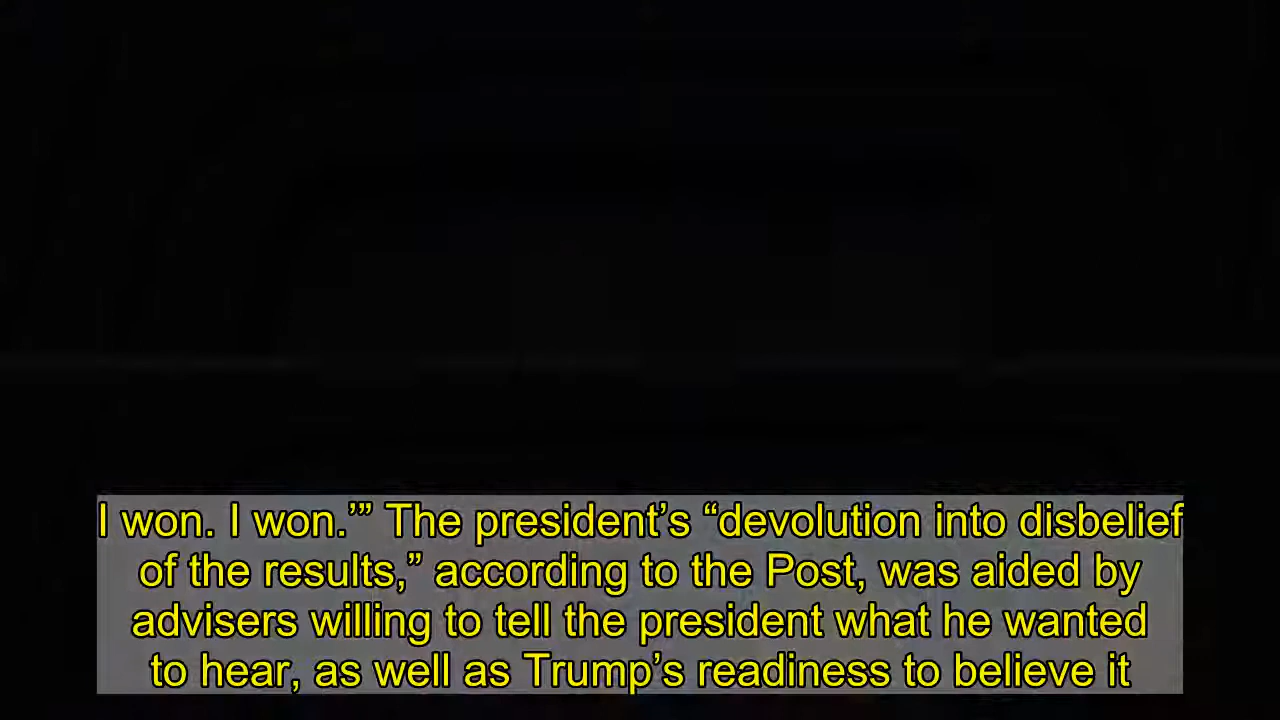 I won. I won.’” The president’s “devolution into disbelief
of the results,” according to the Post, was aided by
advisers willing to tell the president what he wanted
to hear, as well as Trump’s readiness to believe it